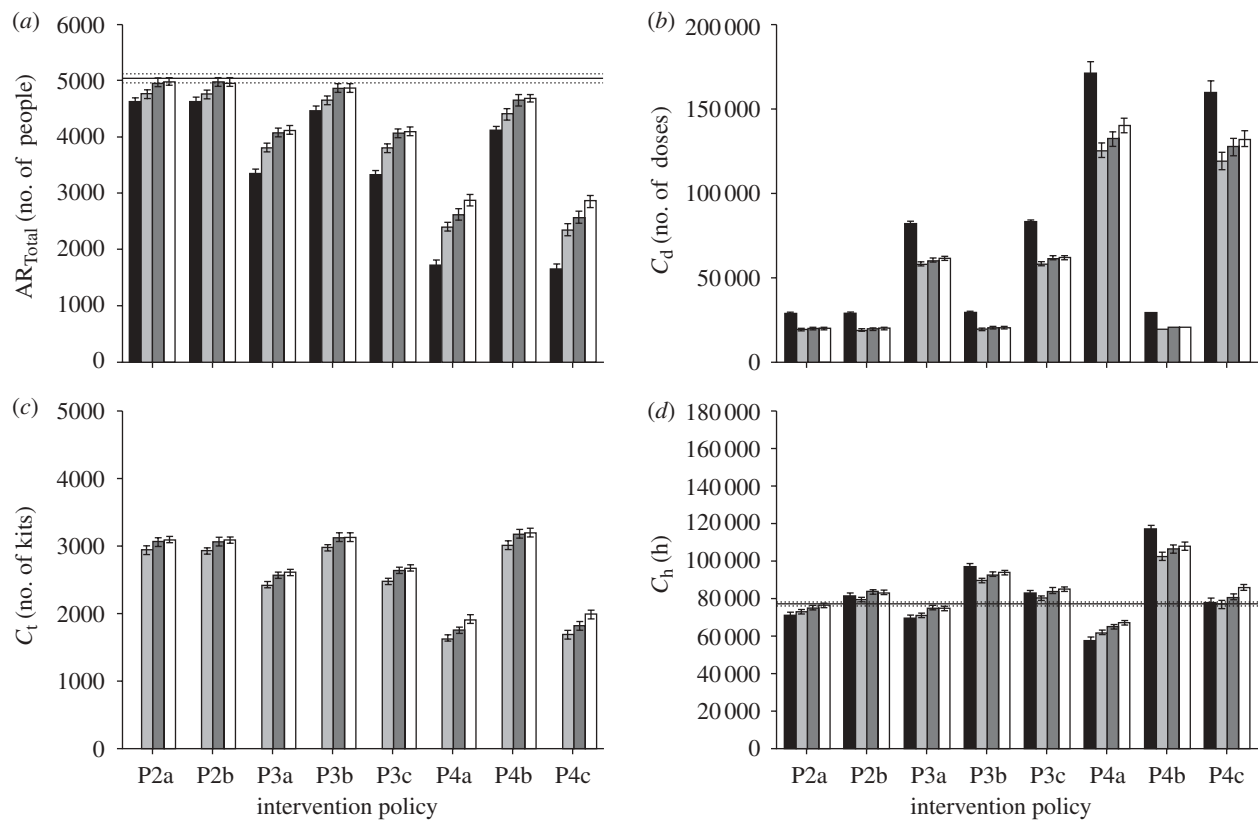 (a)
6000
5000
4000
3000
2000
1000
0
AR_Total (no. of people)
(b)
200 000
150 000
100 000
50 000
0
C_d (no. of doses)
(c)
5000
4000
3000
2000
1000
0
C_t (no. of kits)
P2a P2b P3a P3b P3c P4a P4b P4c
intervention policy
(d)
180 000
160 000
140 000
120 000
100 000
80 000
60 000
40 000
20 000
0
C_h (h)
P2a P2b P3a P3b P3c P4a P4b P4c
intervention policy